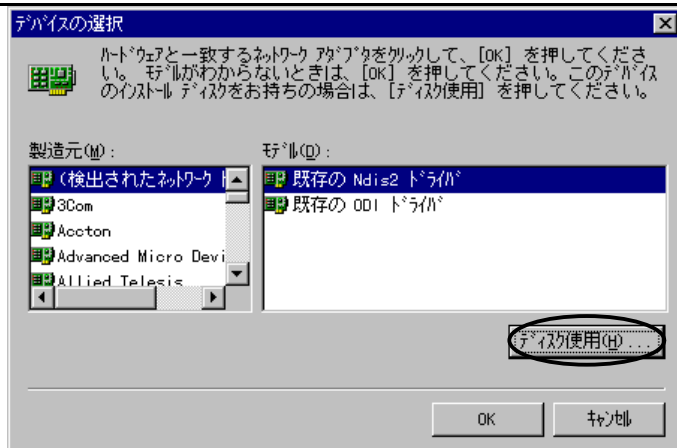 ﾃﾞﾊﾞｲｽの選択
ﾊｰﾄﾞｳｪｱと一致するﾈｯﾄﾜｰｸ ｱﾀﾞﾌﾟﾀをｸﾘｯｸして、[OK] を押してくださ
い。 ﾓﾃﾞﾙがわからないときは、[OK] を押してください。このﾃﾞﾊﾞｲｽ
のｲﾝｽﾄｰﾙ ﾃﾞｨｽｸをお持ちの場合は、[ﾃﾞｨｽｸ使用] を押してください。
製造元(M):
(検出されたﾈｯﾄﾜｰｸ
3Com
Accton
Advanced Micro Devi
Allied Telesis
ﾓﾃﾞﾙ(D):
既存の Ndis2 ﾄﾞﾗｲﾊﾞ
既存の ODI ﾄﾞﾗｲﾊﾞ
ﾃﾞｨｽｸ使用(H)...
OK
ｷｬﾝｾﾙ